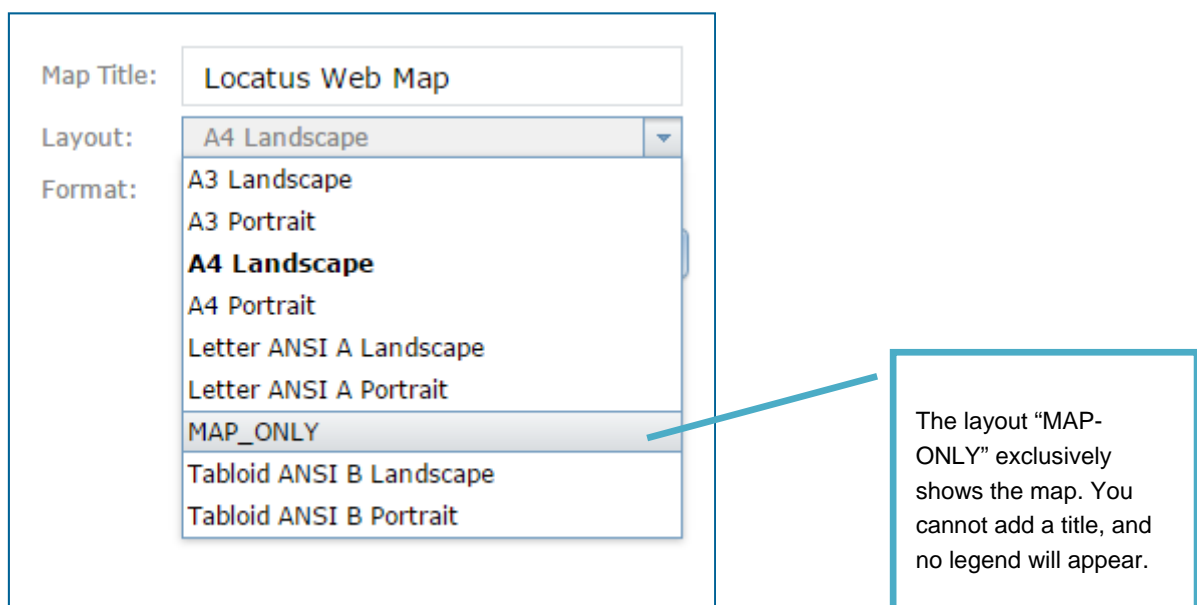 Map Title: Locatus Web Map
Layout: A4 Landscape
Format:
A3 Landscape
A3 Portrait
A4 Landscape
A4 Portrait
Letter ANSI A Landscape
Letter ANSI A Portrait
MAP_ONLY
Tabloid ANSI B Landscape
Tabloid ANSI B Portrait
The layout “MAP-
ONLY” exclusively
shows the map. You
cannot add a title, and
no legend will appear.